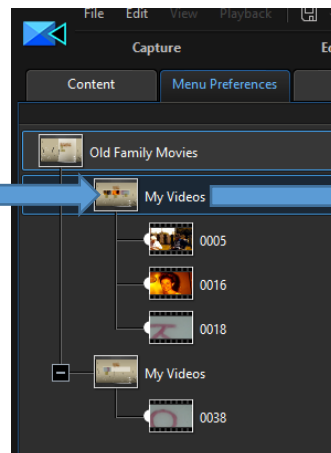 File Edit View Playback
Capture E
Content Menu Preferences
Old Family Movies
My Videos
0005
0016
0018
My Videos
0038